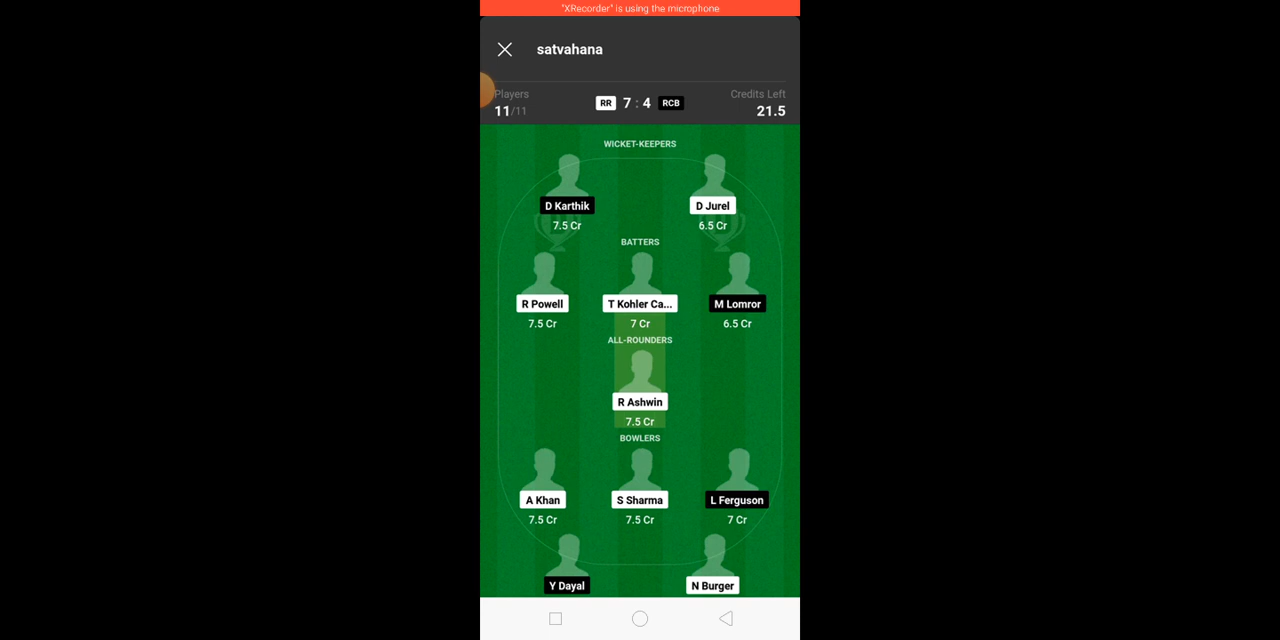 "XRecorder" is using the microphone
satvahana
Players
RR 7 : 4 RCB
Credits Left
11/11
21.5
WICKET-KEEPERS
D Karthik D Jurel
7.5 Cr 6.5 Cr
BATTERS
R Powell T Kohler Ca... M Lomror
7.5 Cr 7 Cr 6.5 Cr
ALL-ROUNDERS
R Ashwin
7.5 Cr
BOWLERS
A Khan S Sharma L Ferguson
7.5 Cr 7.5 Cr 7 Cr
Y Dayal N Burger